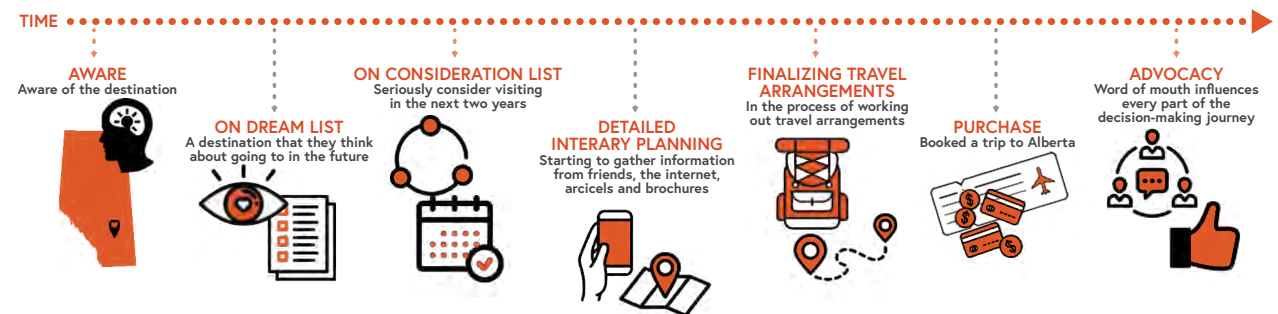 TIME
AWARE
Aware of the destination
ON DREAM LIST
A destination that they think
about going to in the future
ON CONSIDERATION LIST
Seriously consider visiting
in the next two years
DETAILED
INTERARY PLANNING
Starting to gather information
from friends, the internet,
arcicels and brochures
FINALIZING TRAVEL
ARRANGEMENTS
In the process of working
out travel arrangements
PURCHASE
Booked a trip to Alberta
$
$
$
ADVOCACY
Word of mouth influences
every part of the
decision-making journey